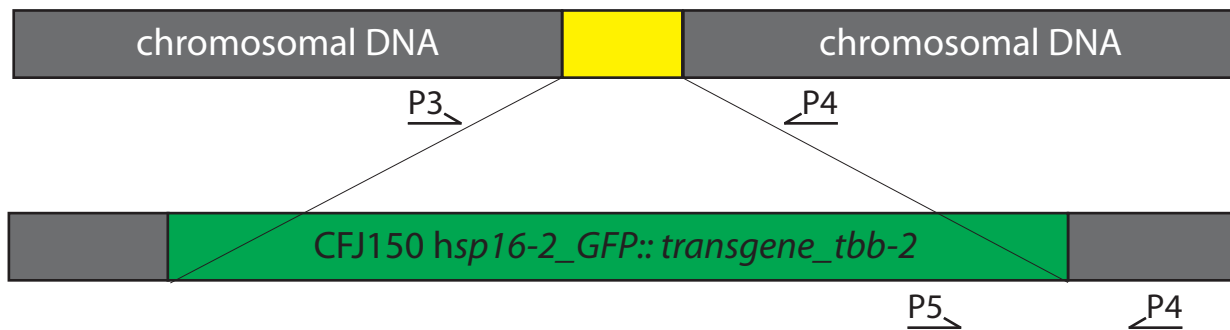 chromosomal DNA chromosomal DNA
P3 P4
CFJ150 hsp16-2_GFP:: transgene_tbb-2
P5 P4